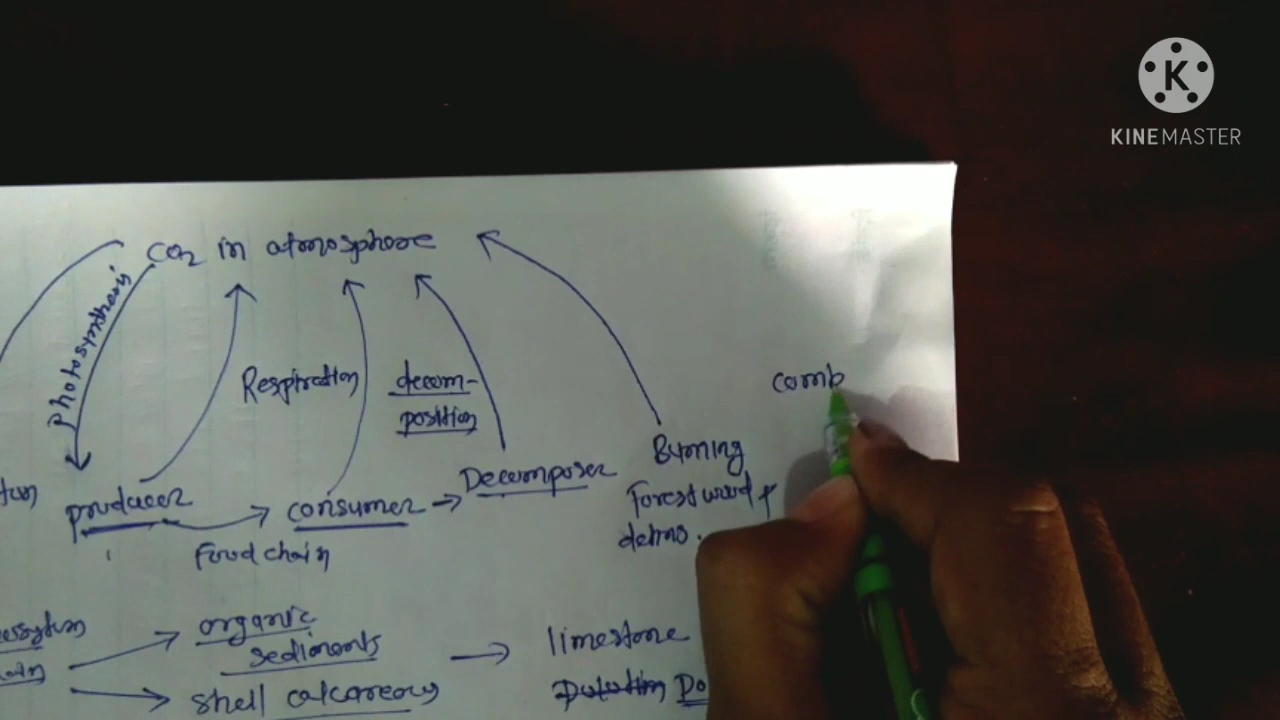 KINEMASTER
CO2 in atmosphere
Photosynthesis
Respiration
decom-
position
comb
producer
consumer
Decomposer
Burning
Forest wood &
debris.
Food chain
organic
sediments
shell calcareous
limestone
Do